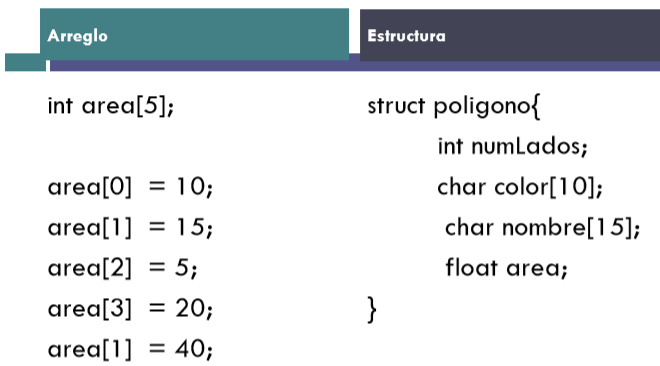 Arreglo
int area[5];
area[0] = 10;
area[1] = 15;
area[2] = 5;
area[3] = 20;
area[1] = 40;
Estructura
struct poligono{
int numLados;
char color[10];
char nombre[15];
float area;
}